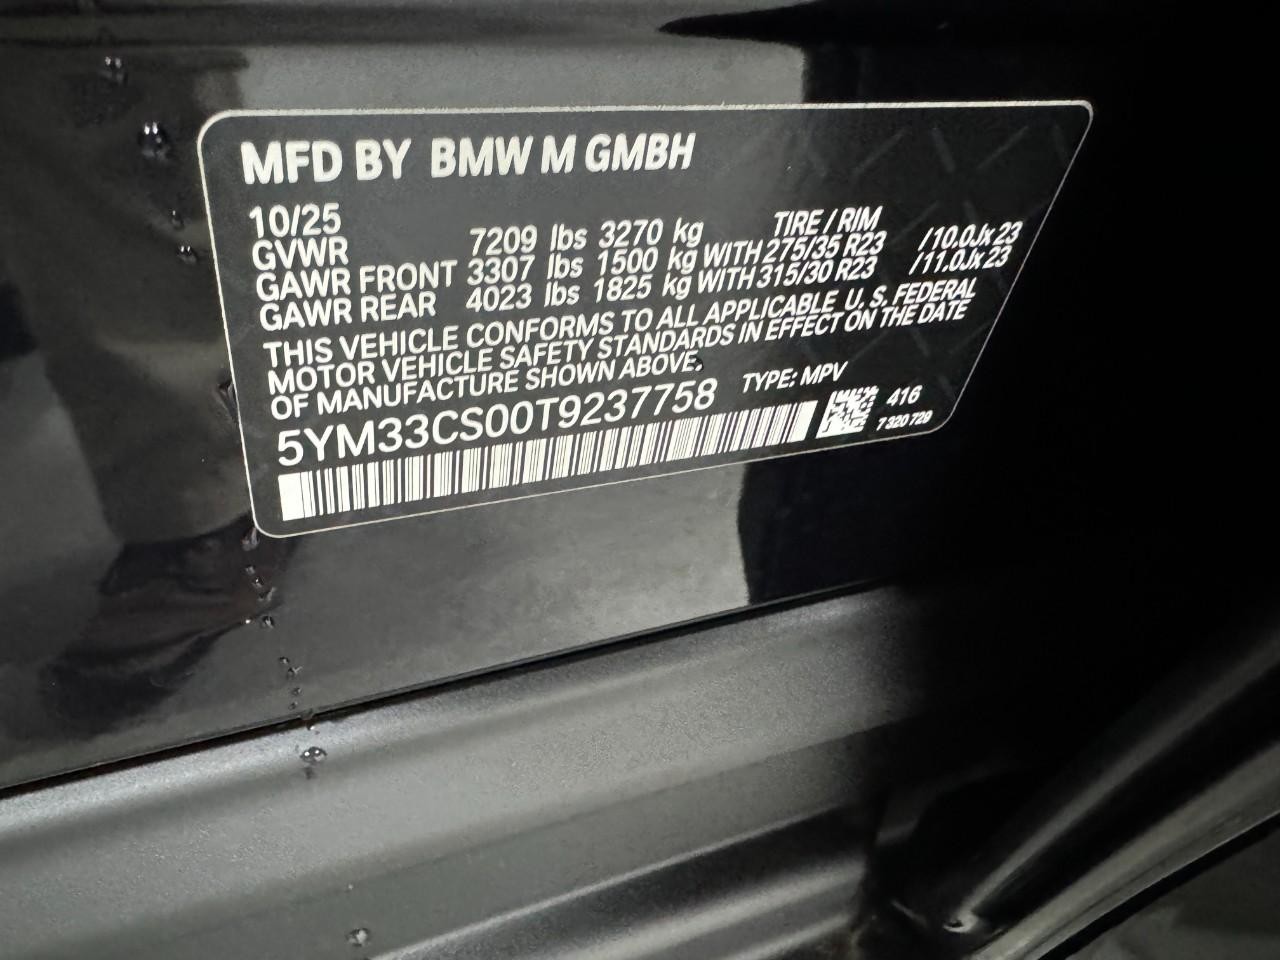 MFD BY BMW M GMBH
10/25
TIRE / RIM
GVWR 7209 lbs 3270 kg
GAWR FRONT 3307 lbs 1500 kg WITH 275/35 R23 /10.0Jx23
GAWR REAR 4023 lbs 1825 kg WITH 315/30 R23 /11.0Jx23
THIS VEHICLE CONFORMS TO ALL APPLICABLE U. S. FEDERAL
MOTOR VEHICLE SAFETY STANDARDS IN EFFECT ON THE DATE
OF MANUFACTURE SHOWN ABOVE.
5YM33CS00T9237758 TYPE: MPV
416
7 320 729